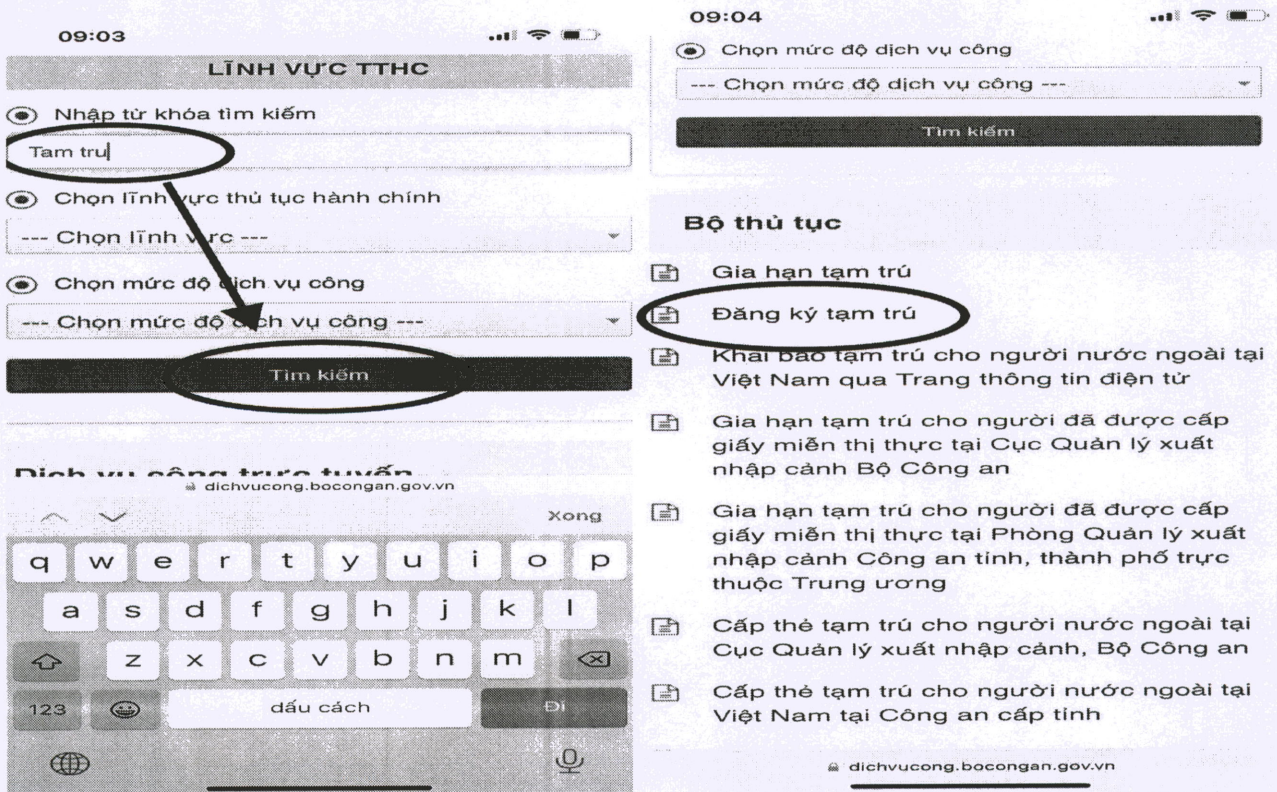 09:03
LĨNH VỰC TTHC
Nhập từ khóa tìm kiếm
Tam tru
Chọn lĩnh vực thủ tục hành chính
--- Chọn lĩnh vực ---
Chọn mức độ dịch vụ công
--- Chọn mức độ dịch vụ công ---
Tìm kiếm
Dịch vụ công trực tuyến
dichvucong.bocongan.gov.vn
Xong
q w e r t y u i o p
a s d f g h j k l
z x c v b n m
123 dấu cách Đi
09:04
Chọn mức độ dịch vụ công
--- Chọn mức độ dịch vụ công ---
Tìm kiếm
Bộ thủ tục
Gia hạn tạm trú
Đăng ký tạm trú
Khai báo tạm trú cho người nước ngoài tại
Việt Nam qua Trang thông tin điện tử
Gia hạn tạm trú cho người đã được cấp
giấy miễn thị thực tại Cục Quản lý xuất
nhập cảnh Bộ Công an
Gia hạn tạm trú cho người đã được cấp
giấy miễn thị thực tại Phòng Quản lý xuất
nhập cảnh Công an tỉnh, thành phố trực
thuộc Trung ương
Cấp thẻ tạm trú cho người nước ngoài tại
Cục Quản lý xuất nhập cảnh, Bộ Công an
Cấp thẻ tạm trú cho người nước ngoài tại
Việt Nam tại Công an cấp tỉnh
dichvucong.bocongan.gov.vn